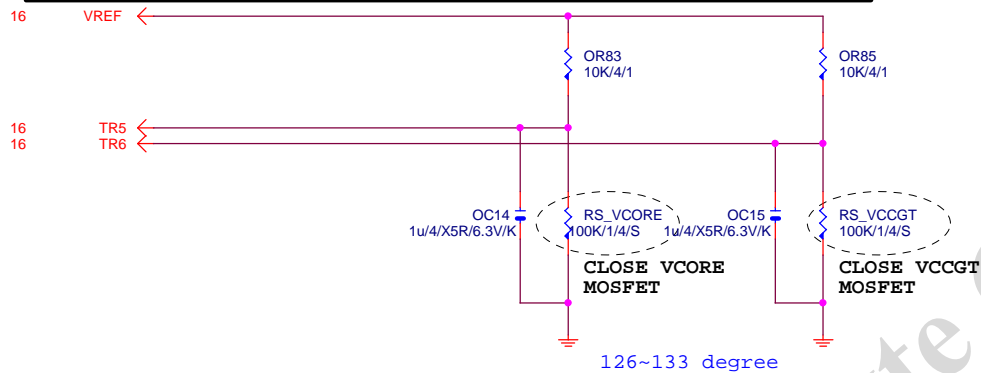 16 VREF
OR83 OR85
10K/4/1 10K/4/1
16 TR5
16 TR6
OC14 RS_VCORE OC15 RS_VCCGT
1u/4/X5R/6.3V/K 100K/1/4/S 1u/4/X5R/6.3V/K 100K/1/4/S
CLOSE VCORE CLOSE VCCGT
MOSFET MOSFET
126~133 degree